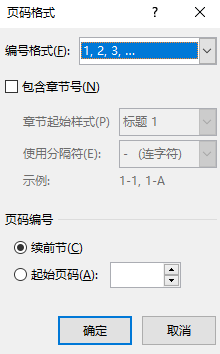 页码格式
编号格式(F): 1, 2, 3, ...
包含章节号(N)
章节起始样式(P) 标题 1
使用分隔符(E): - (连字符)
示例: 1-1, 1-A
页码编号
续前节(C)
起始页码(A):
确定 取消